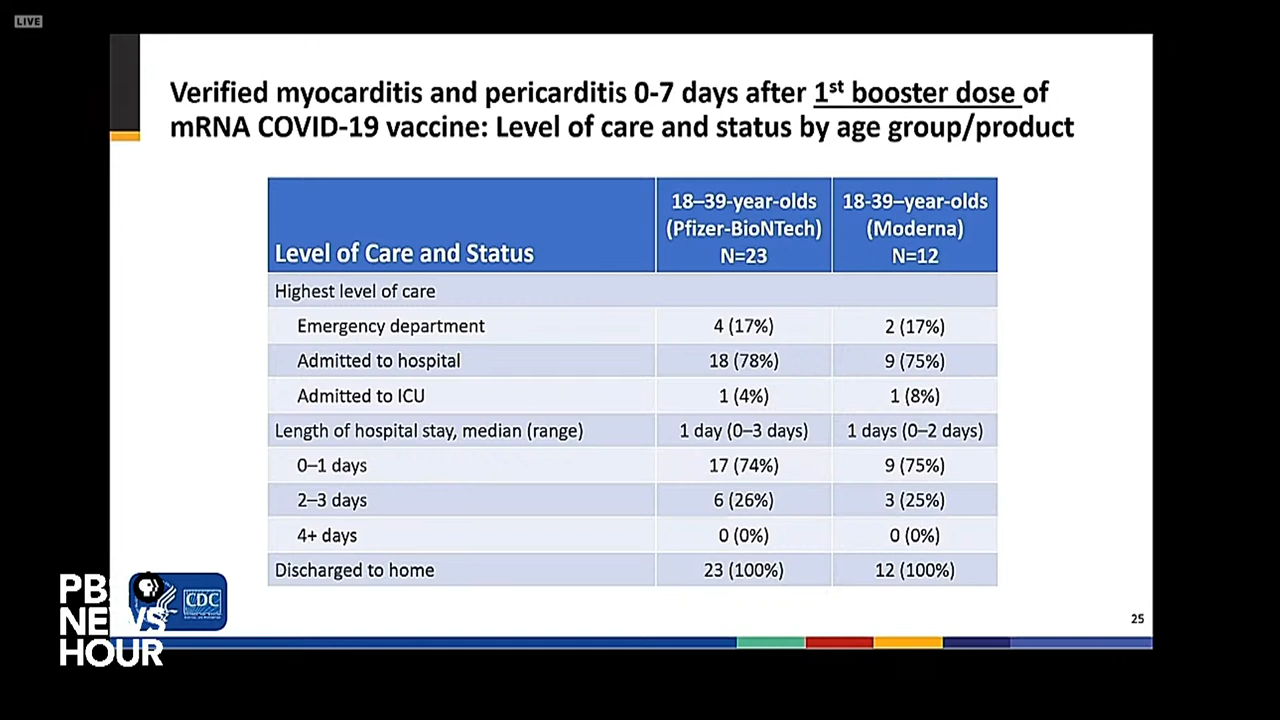 LIVE
Verified myocarditis and pericarditis 0-7 days after 1st booster dose of
mRNA COVID-19 vaccine: Level of care and status by age group/product
Level of Care and Status
18–39-year-olds
(Pfizer-BioNTech)
N=23
18-39–year-olds
(Moderna)
N=12
Highest level of care
Emergency department 4 (17%) 2 (17%)
Admitted to hospital 18 (78%) 9 (75%)
Admitted to ICU 1 (4%) 1 (8%)
Length of hospital stay, median (range) 1 day (0–3 days) 1 days (0–2 days)
0–1 days 17 (74%) 9 (75%)
2–3 days 6 (26%) 3 (25%)
4+ days 0 (0%) 0 (0%)
Discharged to home 23 (100%) 12 (100%)
PBS
NEWS
HOUR
CDC
25